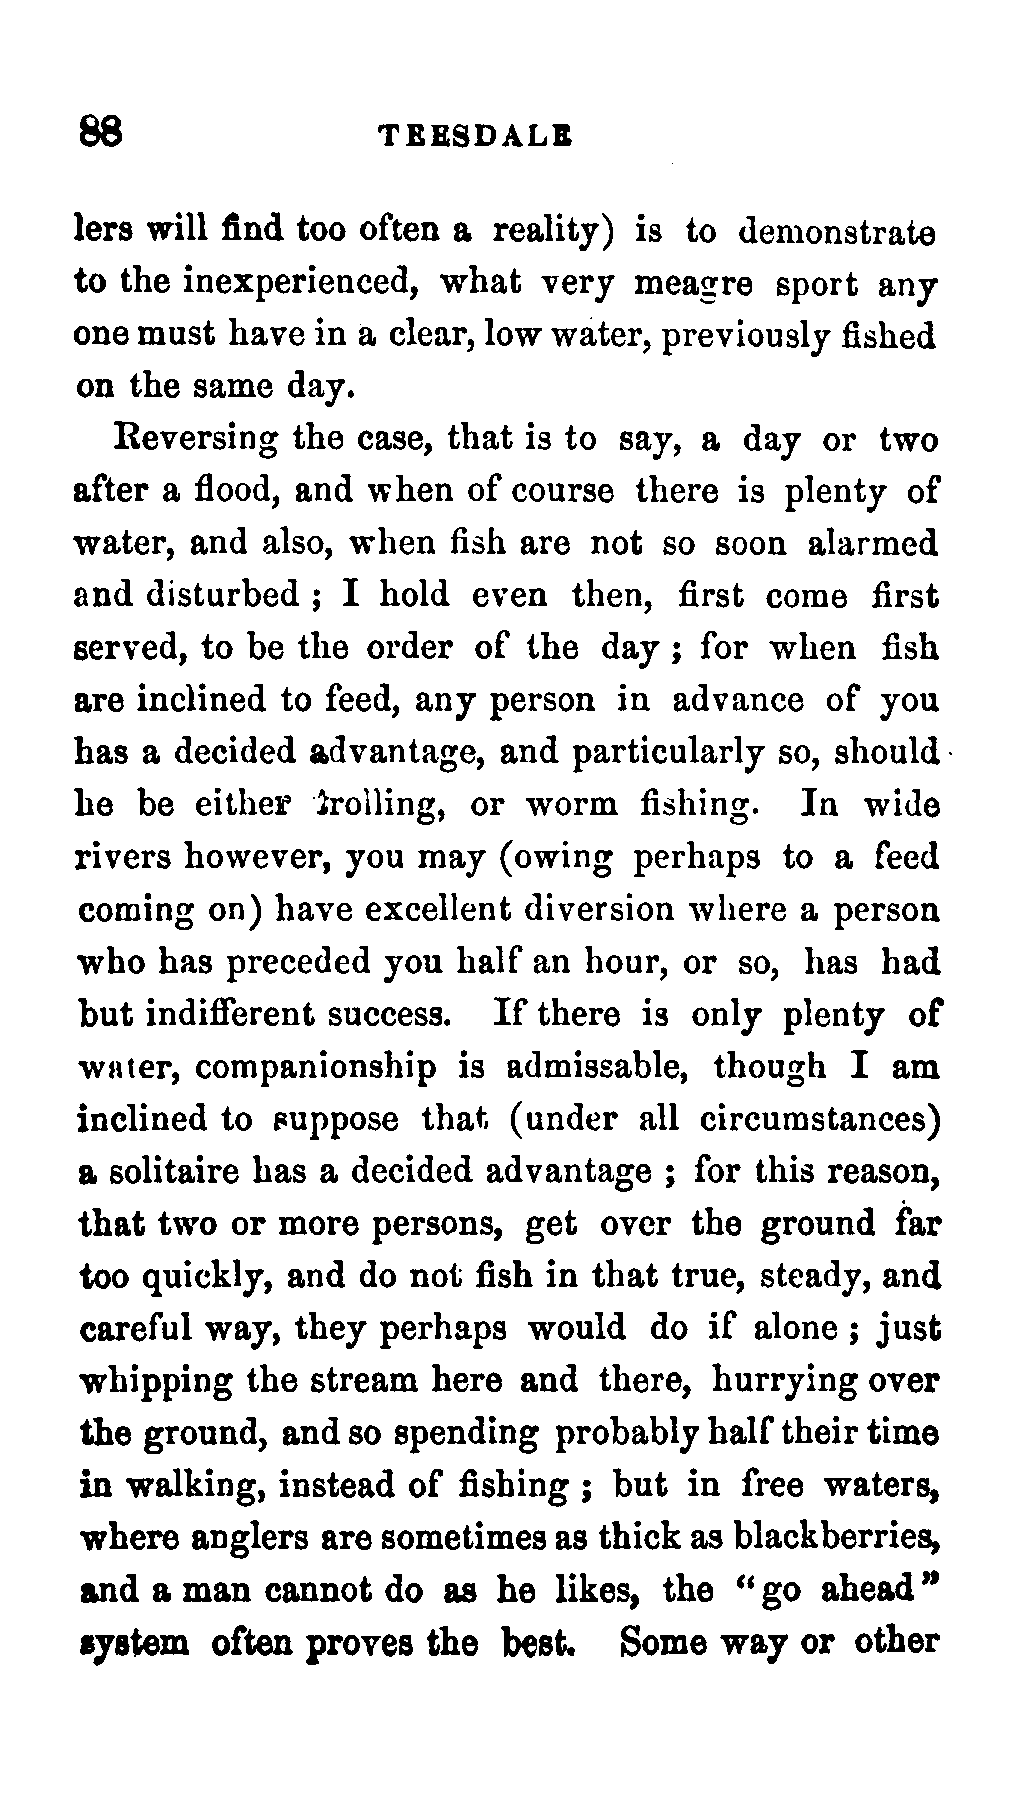 88 TEESDALE
lers will find too often a reality) is to demonstrate
to the inexperienced, what very meagre sport any
one must have in a clear, low water, previously fished
on the same day.
Reversing the case, that is to say, a day or two
after a flood, and when of course there is plenty of
water, and also, when fish are not so soon alarmed
and disturbed ; I hold even then, first come first
served, to be the order of the day ; for when fish
are inclined to feed, any person in advance of you
has a decided advantage, and particularly so, should
he be either trolling, or worm fishing. In wide
rivers however, you may (owing perhaps to a feed
coming on) have excellent diversion where a person
who has preceded you half an hour, or so, has had
but indifferent success. If there is only plenty of
water, companionship is admissable, though I am
inclined to suppose that (under all circumstances)
a solitaire has a decided advantage ; for this reason,
that two or more persons, get over the ground far
too quickly, and do not fish in that true, steady, and
careful way, they perhaps would do if alone ; just
whipping the stream here and there, hurrying over
the ground, and so spending probably half their time
in walking, instead of fishing ; but in free waters,
where anglers are sometimes as thick as blackberries,
and a man cannot do as he likes, the “go ahead”
system often proves the best. Some way or other